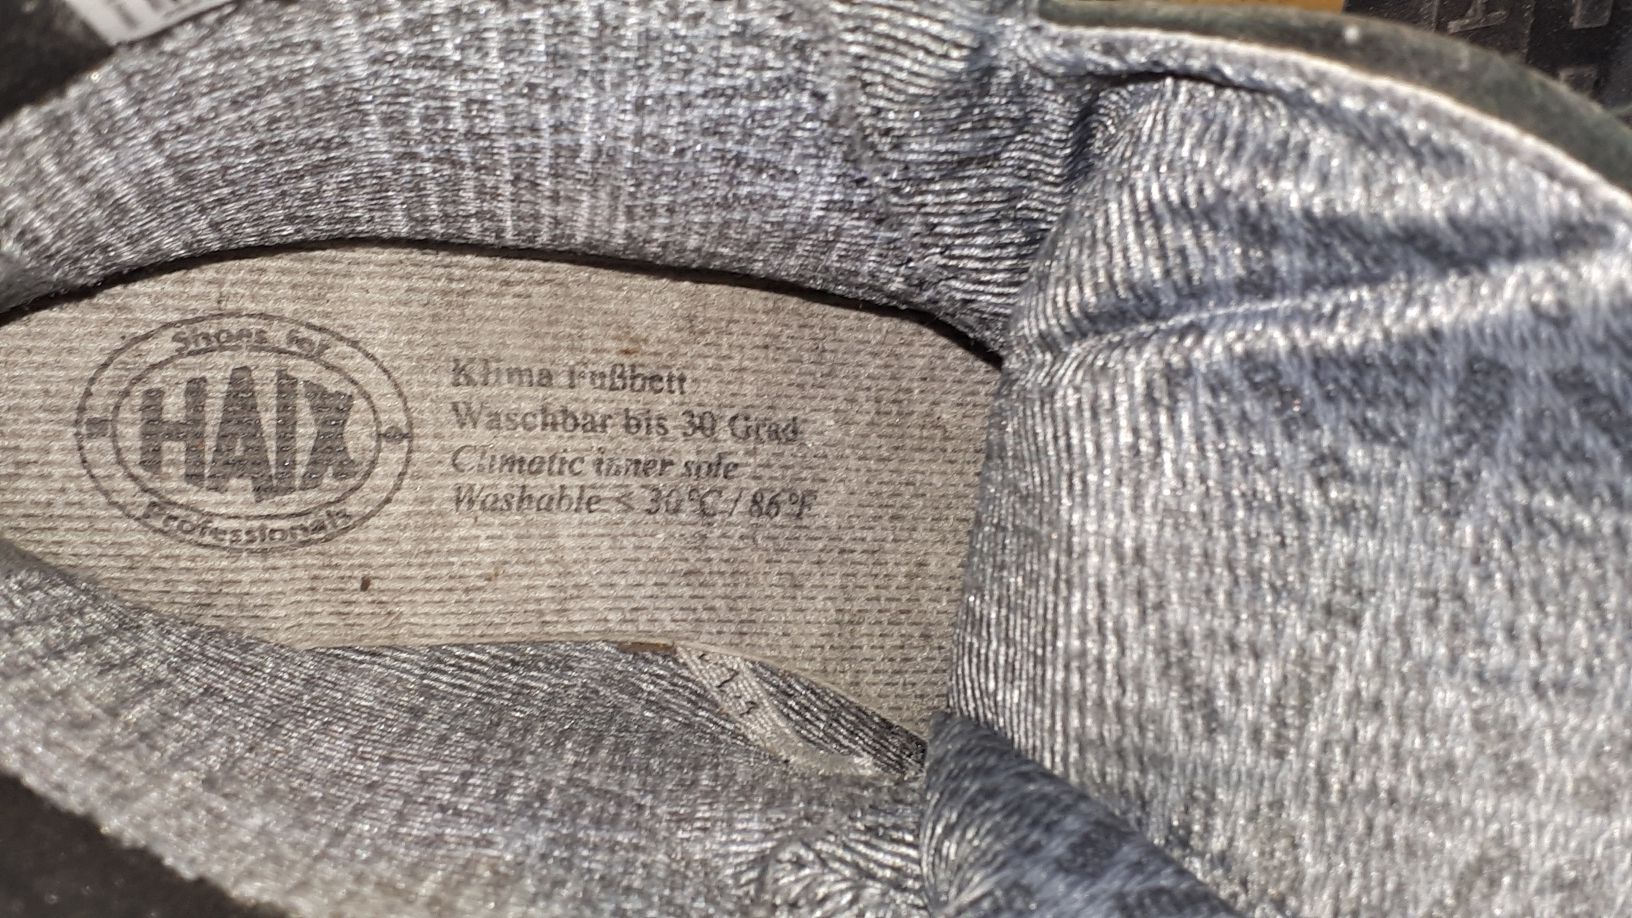 Shoes for
HAIX
Professionals
Klima Fußbett
Waschbar bis 30 Grad
Climatic inner sole
Washable ≤ 30°C / 86°F